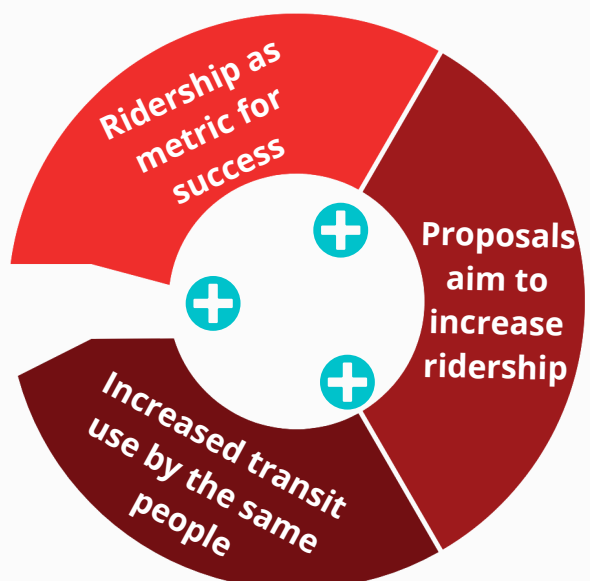 Ridership as
metric for
success
Proposals
aim to
increase
ridership
Increased transit
use by the same
people